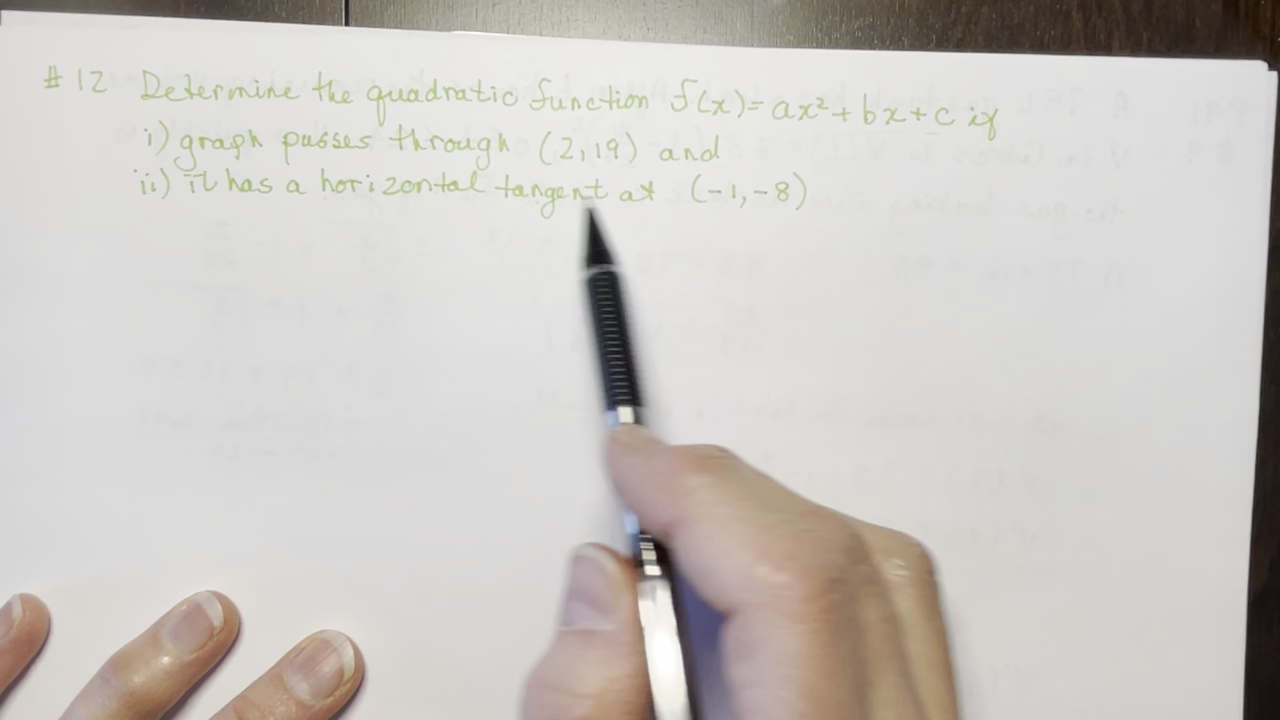 #12 Determine the quadratic function f(x)=ax²+bx+c if
i) graph passes through (2,19) and
ii) it has a horizontal tangent at (-1,-8)